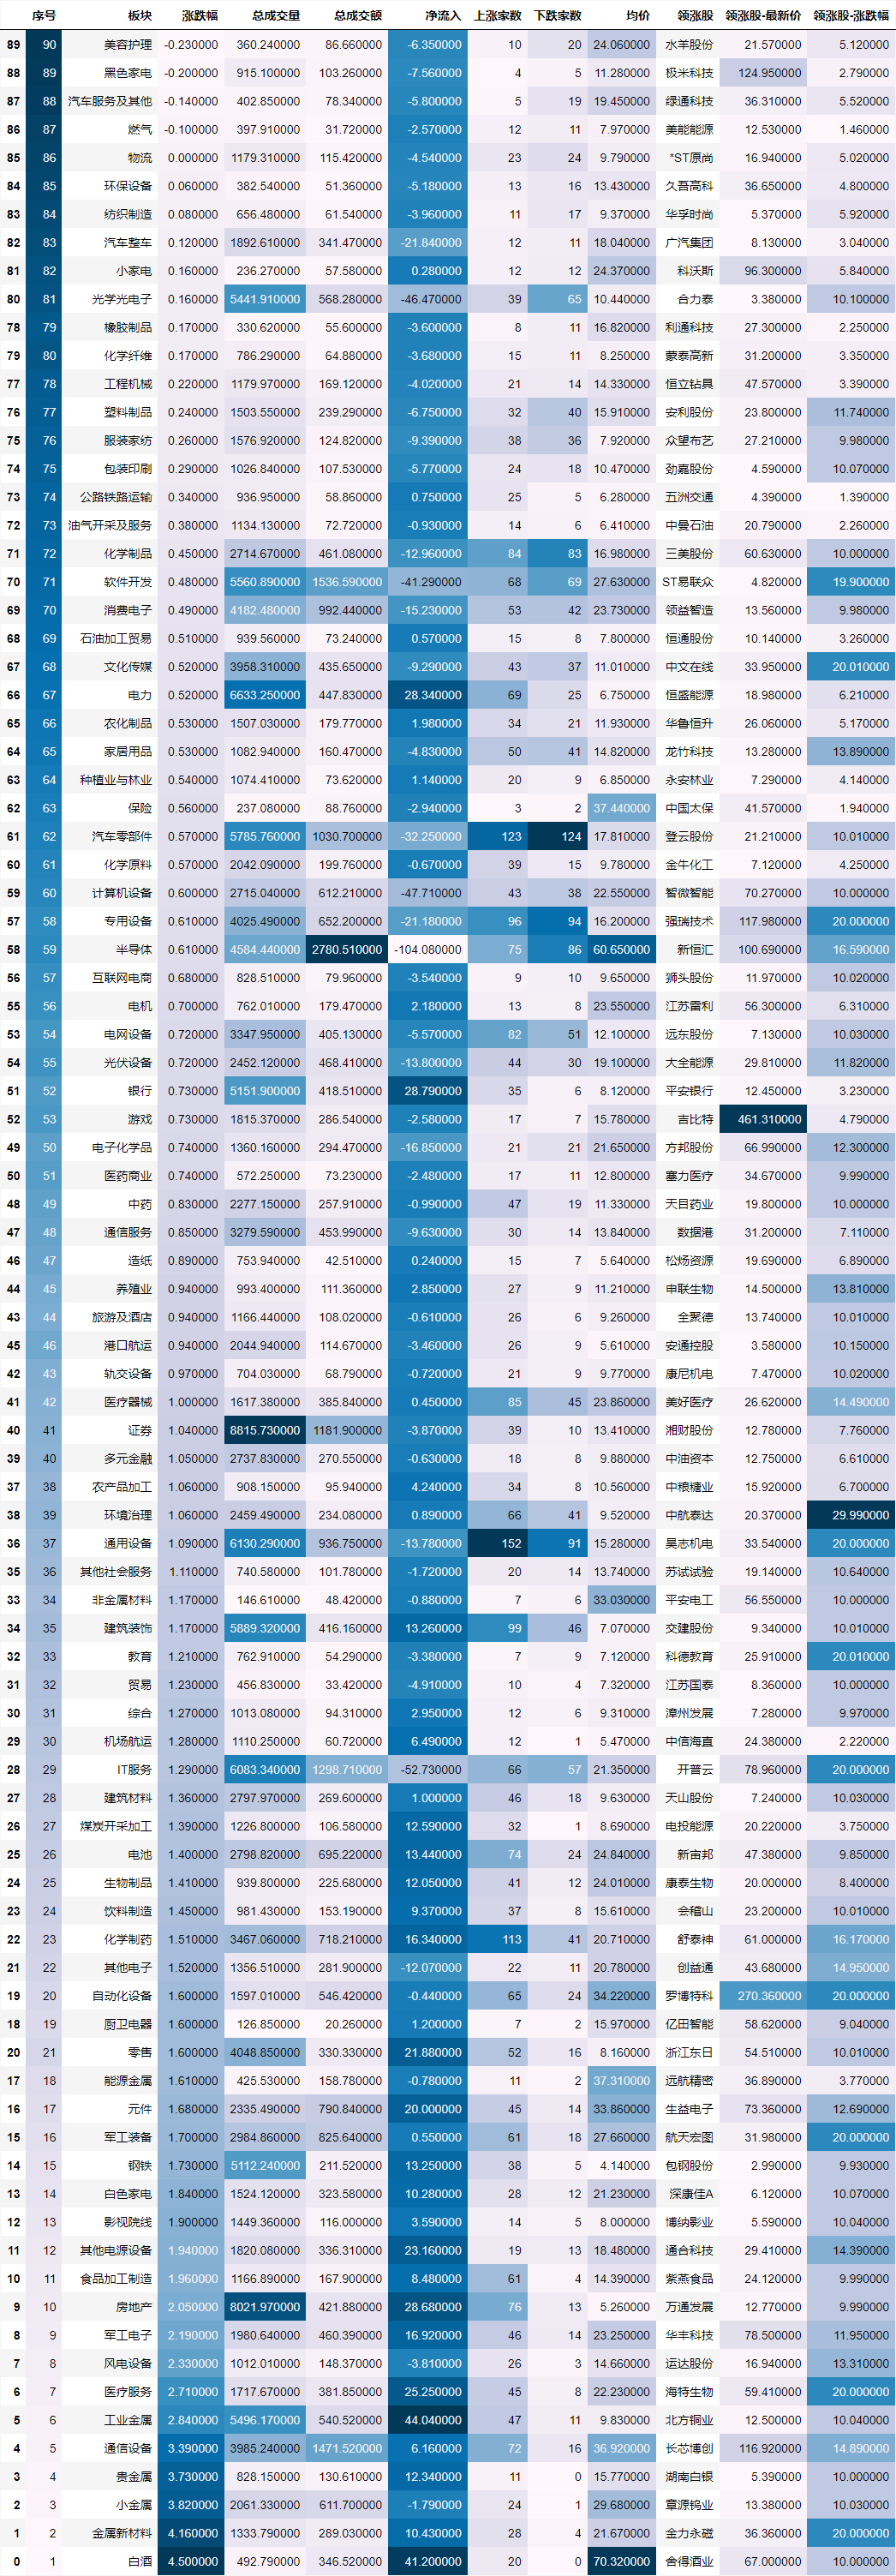 序号 板块 涨跌幅 总成交量 总成交额 净流入 上涨家数 下跌家数 均价 领涨股 领涨股-最新价 领涨股-涨跌幅
89 90 美容护理 -0.230000 360.240000 86.660000 -6.350000 10 20 24.060000 水羊股份 21.570000 5.120000
88 89 黑色家电 -0.200000 915.100000 103.260000 -7.560000 4 5 11.280000 极米科技 124.950000 2.790000
87 88 汽车服务及其他 -0.140000 402.850000 78.340000 -5.800000 5 19 19.450000 绿通科技 36.310000 5.520000
86 87 燃气 -0.100000 397.910000 31.720000 -2.570000 12 11 7.970000 美能能源 12.530000 1.460000
85 86 物流 0.000000 1179.310000 115.420000 -4.540000 23 24 9.790000 *ST原尚 16.940000 5.020000
84 85 环保设备 0.060000 382.540000 51.360000 -5.180000 13 16 13.430000 久吾高科 36.650000 4.800000
83 84 纺织制造 0.080000 656.480000 61.540000 -3.960000 11 17 9.370000 华孚时尚 5.370000 5.920000
82 83 汽车整车 0.120000 1892.610000 341.470000 -21.840000 12 11 18.040000 广汽集团 8.130000 3.040000
81 82 小家电 0.160000 236.270000 57.580000 0.280000 12 12 24.370000 科沃斯 96.300000 5.840000
80 81 光学光电子 0.160000 5441.910000 568.280000 -46.470000 39 65 10.440000 合力泰 3.380000 10.100000
78 79 橡胶制品 0.170000 330.620000 55.600000 -3.600000 8 11 16.820000 利通科技 27.300000 2.250000
79 80 化学纤维 0.170000 786.290000 64.880000 -3.680000 15 11 8.250000 蒙泰高新 31.200000 3.350000
77 78 工程机械 0.220000 1179.970000 169.120000 -4.020000 21 14 14.330000 恒立钻具 47.570000 3.390000
76 77 塑料制品 0.240000 1503.550000 239.290000 -6.750000 32 40 15.910000 安利股份 23.800000 11.740000
75 76 服装家纺 0.260000 1576.920000 124.820000 -9.390000 38 36 7.920000 众望布艺 27.210000 9.980000
74 75 包装印刷 0.290000 1026.840000 107.530000 -5.770000 24 18 10.470000 劲嘉股份 4.590000 10.070000
73 74 公路铁路运输 0.340000 936.950000 58.860000 0.750000 25 5 6.280000 五洲交通 4.390000 1.390000
72 73 油气开采及服务 0.380000 1134.130000 72.720000 -0.930000 14 6 6.410000 中曼石油 20.790000 2.260000
71 72 化学制品 0.450000 2714.670000 461.080000 -12.960000 84 83 16.980000 三美股份 60.630000 10.000000
70 71 软件开发 0.480000 5560.890000 1536.590000 -41.290000 68 69 27.630000 ST易联众 4.820000 19.900000
69 70 消费电子 0.490000 4182.480000 992.440000 -15.230000 53 42 23.730000 领益智造 13.560000 9.980000
68 69 石油加工贸易 0.510000 939.560000 73.240000 0.570000 15 8 7.800000 恒通股份 10.140000 3.260000
67 68 文化传媒 0.520000 3958.310000 435.650000 -9.290000 43 37 11.010000 中文在线 33.950000 20.010000
66 67 电力 0.520000 6633.250000 447.830000 28.340000 69 25 6.750000 恒盛能源 18.980000 6.210000
65 66 农化制品 0.530000 1507.030000 179.770000 1.980000 34 21 11.930000 华鲁恒升 26.060000 5.170000
64 65 家居用品 0.530000 1082.940000 160.470000 -4.830000 50 41 14.820000 龙竹科技 13.280000 13.890000
63 64 种植业与林业 0.540000 1074.410000 73.620000 1.140000 20 9 6.850000 永安林业 7.290000 4.140000
62 63 保险 0.560000 237.080000 88.760000 -2.940000 3 2 37.440000 中国太保 41.570000 1.940000
61 62 汽车零部件 0.570000 5785.760000 1030.700000 -32.250000 123 124 17.810000 登云股份 21.210000 10.010000
60 61 化学原料 0.570000 2042.090000 199.760000 -0.670000 39 15 9.780000 金牛化工 7.120000 4.250000
59 60 计算机设备 0.600000 2715.040000 612.210000 -47.710000 43 38 22.550000 智微智能 70.270000 10.000000
57 58 专用设备 0.610000 4025.490000 652.200000 -21.180000 96 94 16.200000 强瑞技术 117.980000 20.000000
58 59 半导体 0.610000 4584.440000 2780.510000 -104.080000 75 86 60.650000 新恒汇 100.690000 16.590000
56 57 互联网电商 0.680000 828.510000 79.960000 -3.540000 9 10 9.650000 狮头股份 11.970000 10.020000
55 56 电机 0.700000 762.010000 179.470000 2.180000 13 8 23.550000 江苏雷利 56.300000 6.310000
53 54 电网设备 0.720000 3347.950000 405.130000 -5.570000 82 51 12.100000 远东股份 7.130000 10.030000
54 55 光伏设备 0.720000 2452.120000 468.410000 -13.800000 44 30 19.100000 大全能源 29.810000 11.820000
51 52 银行 0.730000 5151.900000 418.510000 28.790000 35 6 8.120000 平安银行 12.450000 3.230000
52 53 游戏 0.730000 1815.370000 286.540000 -2.580000 17 7 15.780000 吉比特 461.310000 4.790000
49 50 电子化学品 0.740000 1360.160000 294.470000 -16.850000 21 21 21.650000 方邦股份 66.990000 12.300000
50 51 医药商业 0.740000 572.250000 73.230000 -2.480000 17 11 12.800000 塞力医疗 34.670000 9.990000
48 49 中药 0.830000 2277.150000 257.910000 -0.990000 47 19 11.330000 天目药业 19.800000 10.000000
47 48 通信服务 0.850000 3279.590000 453.990000 -9.630000 30 14 13.840000 数据港 31.200000 7.110000
46 47 造纸 0.890000 753.940000 42.510000 0.240000 15 7 5.640000 松炀资源 19.690000 6.890000
44 45 养殖业 0.940000 993.400000 111.360000 2.850000 27 9 11.210000 申联生物 14.500000 13.810000
43 44 旅游及酒店 0.940000 1166.440000 108.020000 -0.610000 26 6 9.260000 全聚德 13.740000 10.010000
45 46 港口航运 0.940000 2044.940000 114.670000 -3.460000 26 9 5.610000 安通控股 3.580000 10.150000
42 43 轨交设备 0.970000 704.030000 68.790000 -0.720000 21 9 9.770000 康尼机电 7.470000 10.020000
41 42 医疗器械 1.000000 1617.380000 385.840000 0.450000 85 45 23.860000 美好医疗 26.620000 14.490000
40 41 证券 1.040000 8815.730000 1181.900000 -3.870000 39 10 13.410000 湘财股份 12.780000 7.760000
39 40 多元金融 1.050000 2737.830000 270.550000 -0.630000 18 8 9.880000 中油资本 12.750000 6.610000
37 38 农产品加工 1.060000 908.150000 95.940000 4.240000 34 8 10.560000 中粮糖业 15.920000 6.700000
38 39 环境治理 1.060000 2459.490000 234.080000 0.890000 66 41 9.520000 中航泰达 20.370000 29.990000
36 37 通用设备 1.090000 6130.290000 936.750000 -13.780000 152 91 15.280000 昊志机电 33.540000 20.000000
35 36 其他社会服务 1.110000 740.580000 101.780000 -1.720000 20 14 13.740000 苏试试验 19.140000 10.640000
33 34 非金属材料 1.170000 146.610000 48.420000 -0.880000 7 6 33.030000 平安电工 56.550000 10.000000
34 35 建筑装饰 1.170000 5889.320000 416.160000 13.260000 99 46 7.070000 交建股份 9.340000 10.010000
32 33 教育 1.210000 762.910000 54.290000 -3.380000 7 9 7.120000 科德教育 25.910000 20.010000
31 32 贸易 1.230000 456.830000 33.420000 -4.910000 10 4 7.320000 江苏国泰 8.360000 10.000000
30 31 综合 1.270000 1013.080000 94.310000 2.950000 12 6 9.310000 漳州发展 7.280000 9.970000
29 30 机场航运 1.280000 1110.250000 60.720000 6.490000 12 1 5.470000 中信海直 24.380000 2.220000
28 29 IT服务 1.290000 6083.340000 1298.710000 -52.730000 66 57 21.350000 开普云 78.960000 20.000000
27 28 建筑材料 1.360000 2797.970000 269.600000 1.000000 46 18 9.630000 天山股份 7.240000 10.030000
26 27 煤炭开采加工 1.390000 1226.800000 106.580000 12.590000 32 1 8.690000 电投能源 20.220000 3.750000
25 26 电池 1.400000 2798.820000 695.220000 13.440000 74 24 24.840000 新宙邦 47.380000 9.850000
24 25 生物制品 1.410000 939.800000 225.680000 12.050000 41 12 24.010000 康泰生物 20.000000 8.400000
23 24 饮料制造 1.450000 981.430000 153.190000 9.370000 37 8 15.610000 会稽山 23.200000 10.010000
22 23 化学制药 1.510000 3467.060000 718.210000 16.340000 113 41 20.710000 舒泰神 61.000000 16.170000
21 22 其他电子 1.520000 1356.510000 281.900000 -12.070000 22 11 20.780000 创益通 43.680000 14.950000
19 20 自动化设备 1.600000 1597.010000 546.420000 -0.440000 65 24 34.220000 罗博特科 270.360000 20.000000
18 19 厨卫电器 1.600000 126.850000 20.260000 1.200000 7 2 15.970000 亿田智能 58.620000 9.040000
20 21 零售 1.600000 4048.850000 330.330000 21.880000 52 16 8.160000 浙江东日 54.510000 10.010000
17 18 能源金属 1.610000 425.530000 158.780000 -0.780000 11 2 37.310000 远航精密 36.890000 3.770000
16 17 元件 1.680000 2335.490000 790.840000 20.000000 45 14 33.860000 生益电子 73.360000 12.690000
15 16 军工装备 1.700000 2984.860000 825.640000 0.550000 61 18 27.660000 航天宏图 31.980000 20.000000
14 15 钢铁 1.730000 5112.240000 211.520000 13.250000 38 5 4.140000 包钢股份 2.990000 9.930000
13 14 白色家电 1.840000 1524.120000 323.580000 10.280000 28 12 21.230000 深康佳A 6.120000 10.070000
12 13 影视院线 1.900000 1449.360000 116.000000 3.590000 14 5 8.000000 博纳影业 5.590000 10.040000
11 12 其他电源设备 1.940000 1820.080000 336.310000 23.160000 19 13 18.480000 通合科技 29.410000 14.390000
10 11 食品加工制造 1.960000 1166.890000 167.900000 8.480000 61 4 14.390000 紫燕食品 24.120000 9.990000
9 10 房地产 2.050000 8021.970000 421.880000 28.680000 76 13 5.260000 万通发展 12.770000 9.990000
8 9 军工电子 2.190000 1980.640000 460.390000 16.920000 46 14 23.250000 华丰科技 78.500000 11.950000
7 8 风电设备 2.330000 1012.010000 148.370000 -3.810000 26 3 14.660000 运达股份 16.940000 13.310000
6 7 医疗服务 2.710000 1717.670000 381.850000 25.250000 45 8 22.230000 海特生物 59.410000 20.000000
5 6 工业金属 2.840000 5496.170000 540.520000 44.040000 47 11 9.830000 北方铜业 12.500000 10.040000
4 5 通信设备 3.390000 3985.240000 1471.520000 6.160000 72 16 36.920000 长芯博创 116.920000 14.890000
3 4 贵金属 3.730000 828.150000 130.610000 12.340000 11 0 15.770000 湖南白银 5.390000 10.000000
2 3 小金属 3.820000 2061.330000 611.700000 -1.790000 24 1 29.680000 章源钨业 13.380000 10.030000
1 2 金属新材料 4.160000 1333.790000 289.030000 10.430000 28 4 21.670000 金力永磁 36.360000 20.000000
0 1 白酒 4.500000 492.790000 346.520000 41.200000 20 0 70.320000 舍得酒业 67.000000 10.000000